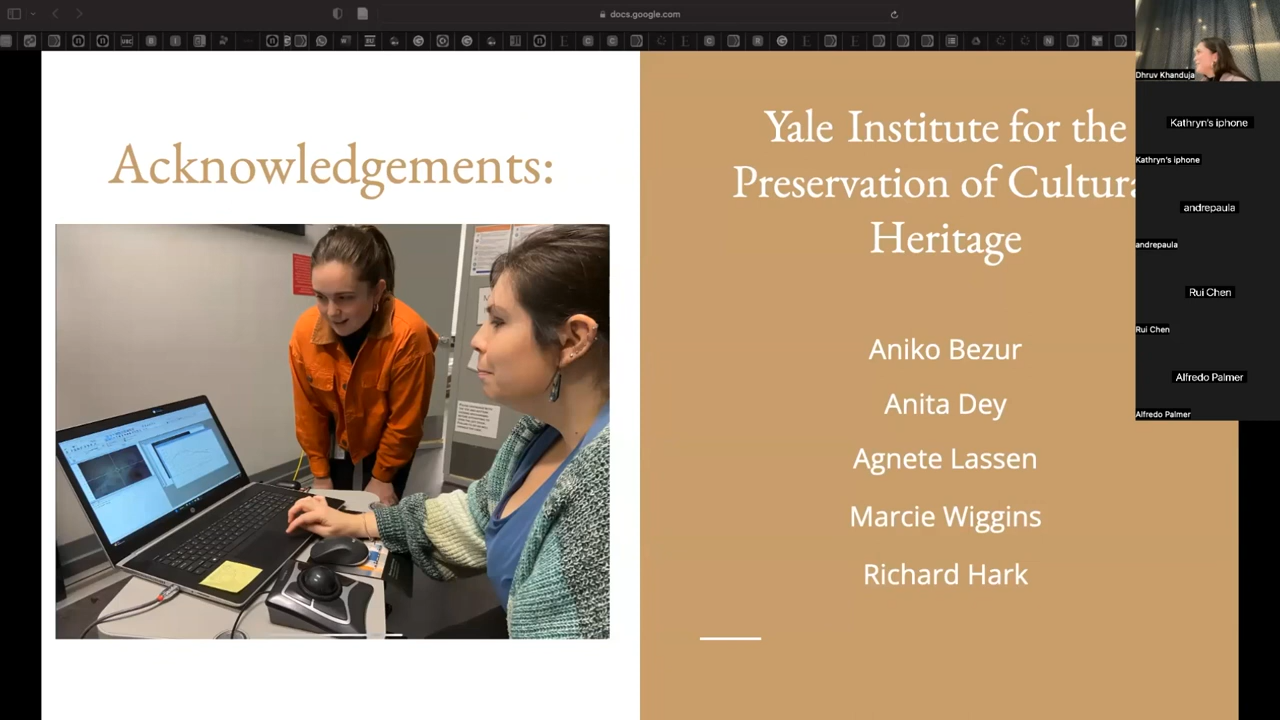 docs.google.com
Acknowledgements:
Yale Institute for the
Preservation of Cultura
Heritage
Aniko Bezur
Anita Dey
Agnete Lassen
Marcie Wiggins
Richard Hark
Dhruv Khanduja
Kathryn's iphone
Kathryn's iphone
andrepaula
andrepaula
Rui Chen
Rui Chen
Alfredo Palmer
Alfredo Palmer